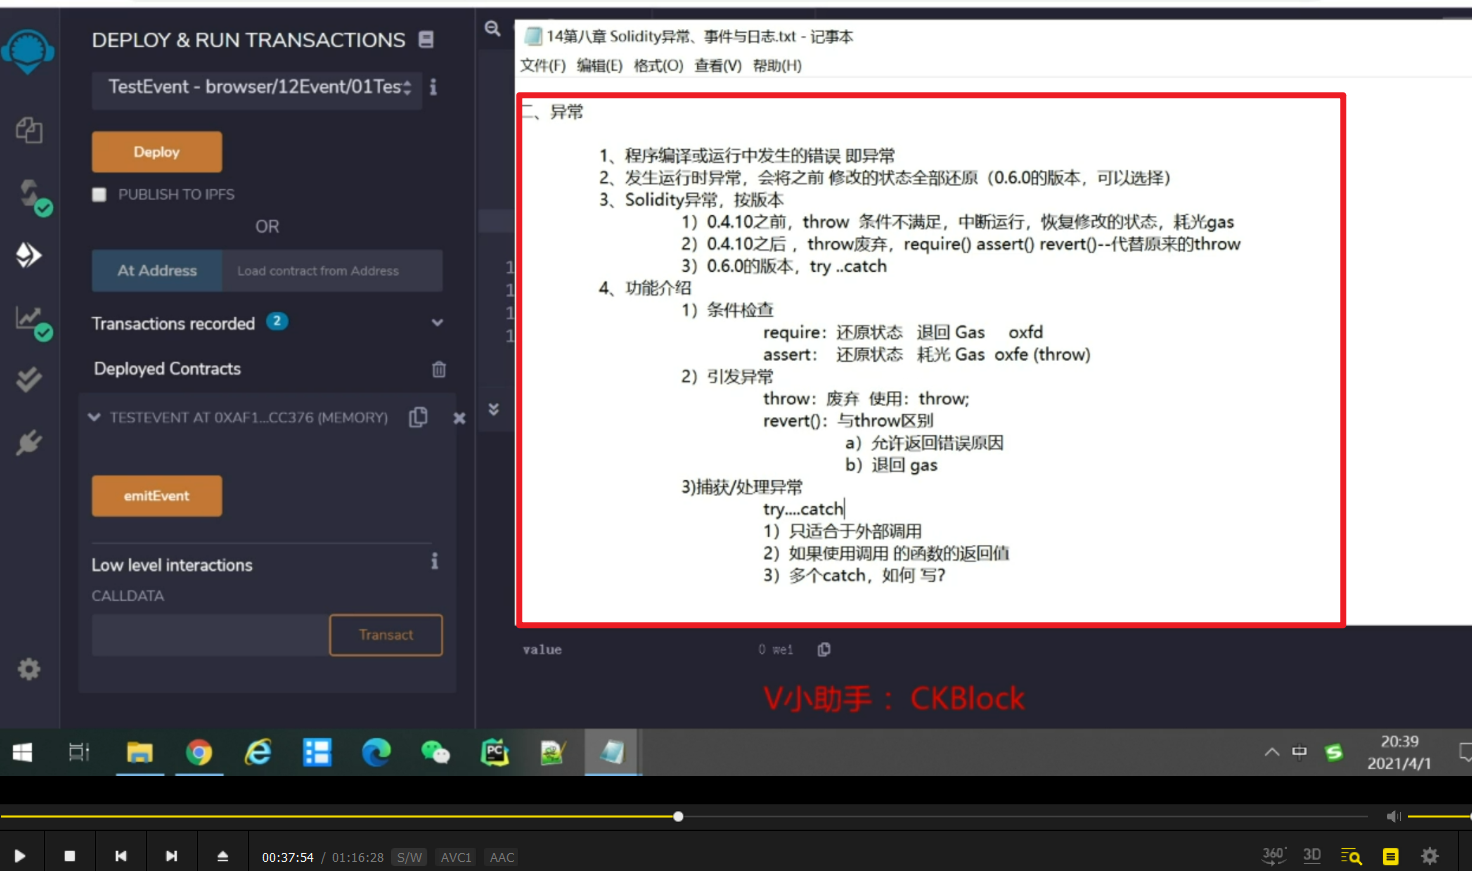 DEPLOY & RUN TRANSACTIONS
TestEvent - browser/12Event/01Tes
Deploy
PUBLISH TO IPFS
OR
At Address
Load contract from Address
Transactions recorded 2
Deployed Contracts
TESTEVENT AT 0XAF1...CC376 (MEMORY)
emitEvent
Low level interactions
CALLDATA
Transact
14第八章 Solidity异常、事件与日志.txt - 记事本
文件(F) 编辑(E) 格式(O) 查看(V) 帮助(H)
二、异常
1、程序编译或运行中发生的错误 即异常
2、发生运行时异常，会将之前 修改的状态全部还原（0.6.0的版本，可以选择）
3、Solidity异常，按版本
1）0.4.10之前，throw 条件不满足，中断运行，恢复修改的状态，耗光gas
2）0.4.10之后 ，throw废弃，require() assert() revert()--代替原来的throw
3）0.6.0的版本，try ..catch
4、功能介绍
1）条件检查
require：还原状态 退回 Gas oxfd
assert： 还原状态 耗光 Gas oxfe (throw)
2）引发异常
throw：废弃 使用：throw;
revert()：与throw区别
a）允许返回错误原因
b）退回 gas
3)捕获/处理异常
try....catch
1）只适合于外部调用
2）如果使用调用 的函数的返回值
3）多个catch，如何 写？
value 0 wei
V小助手： CKBlock
中
20:39
2021/4/1
00:37:54 / 01:16:28 S/W AVC1 AAC
360° 3D